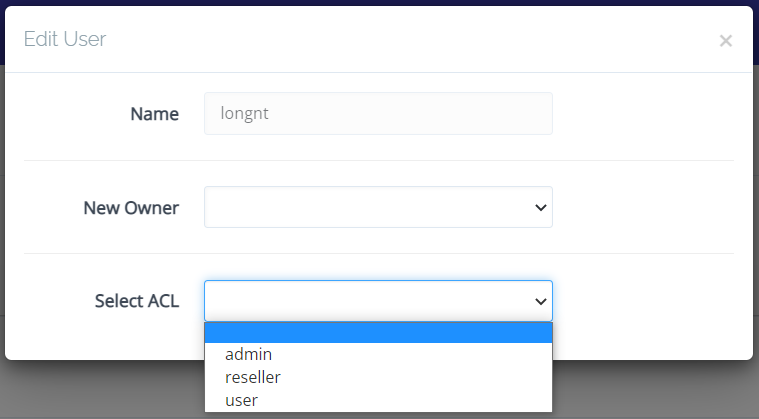 Edit User
×
Name
longnt
New Owner
Select ACL
admin
reseller
user